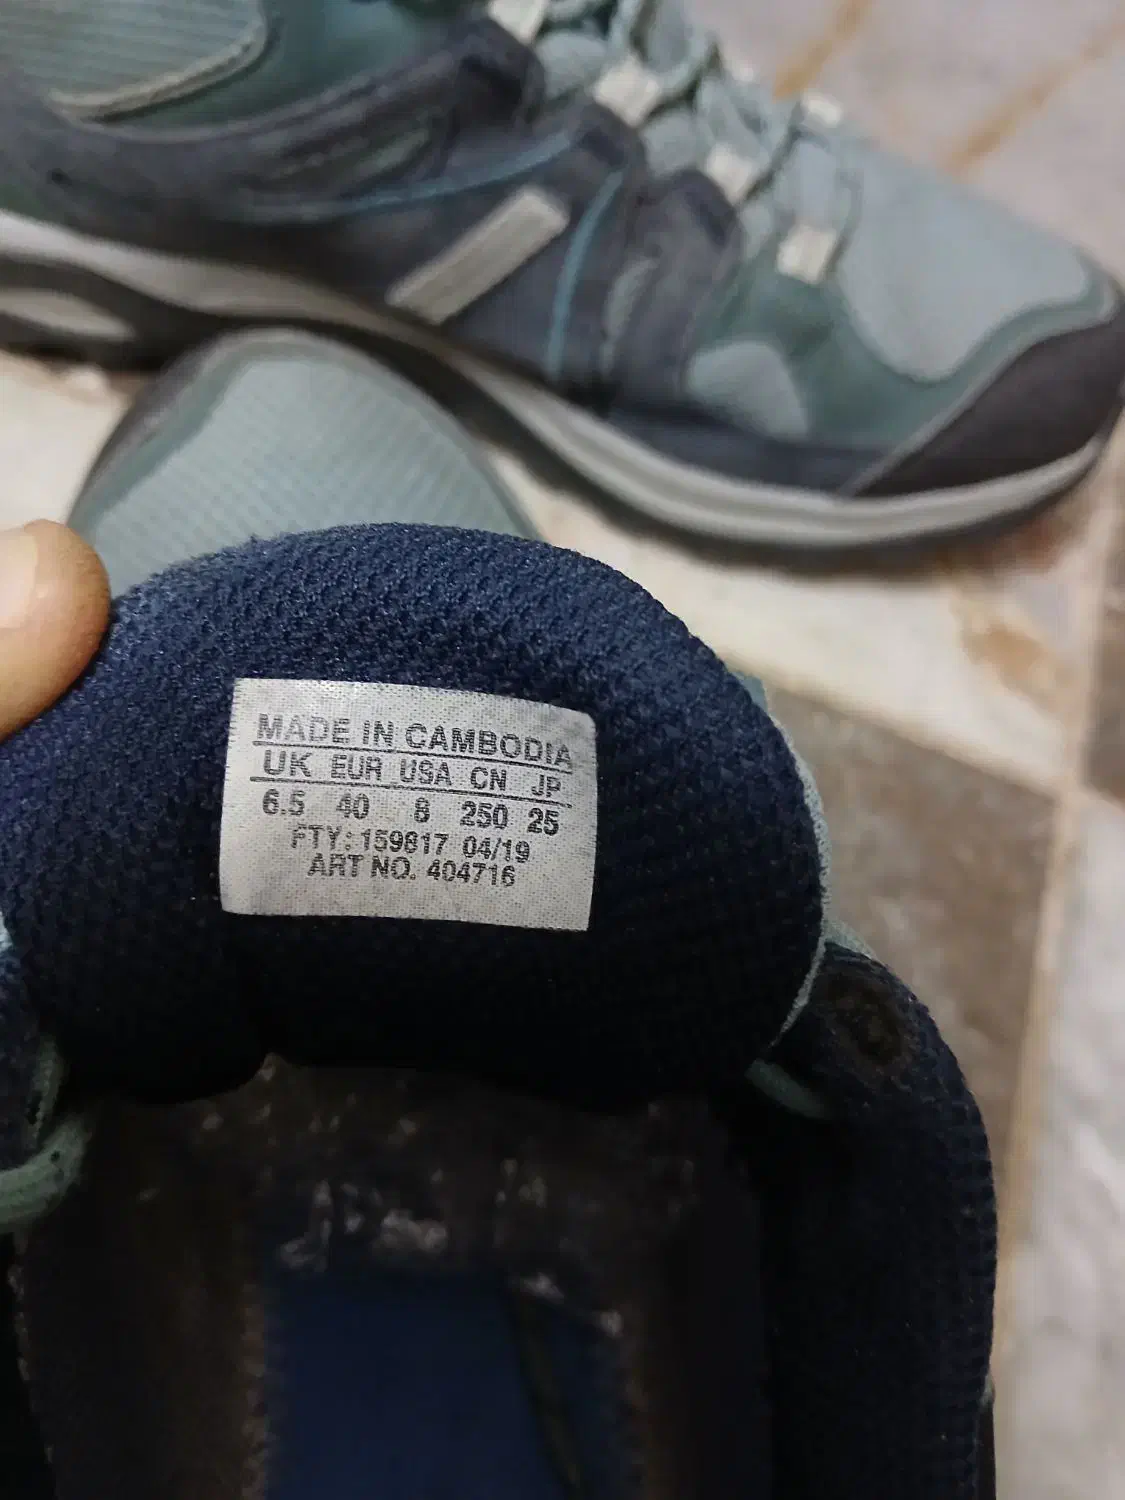 MADE IN CAMBODIA
UK EUR USA CN JP
6.5 40 8 250 25
FTY: 159817 04/19
ART NO. 404716